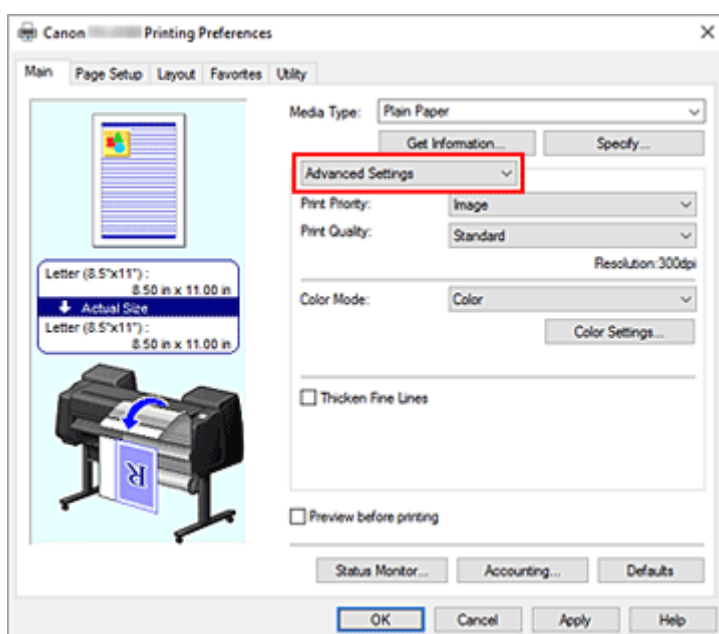 Canon Printing Preferences
Main Page Setup Layout Favorites Utility
Media Type: Plain Paper
Get Information... Specify...
Advanced Settings
Print Priority: Image
Print Quality: Standard
Resolution:300dpi
Letter (8.5"x11") :
8.50 in x 11.00 in
Actual Size
Letter (8.5"x11") :
8.50 in x 11.00 in
Color Mode: Color
Color Settings...
Thicken Fine Lines
R
Preview before printing
Status Monitor... Accounting... Defaults
OK Cancel Apply Help